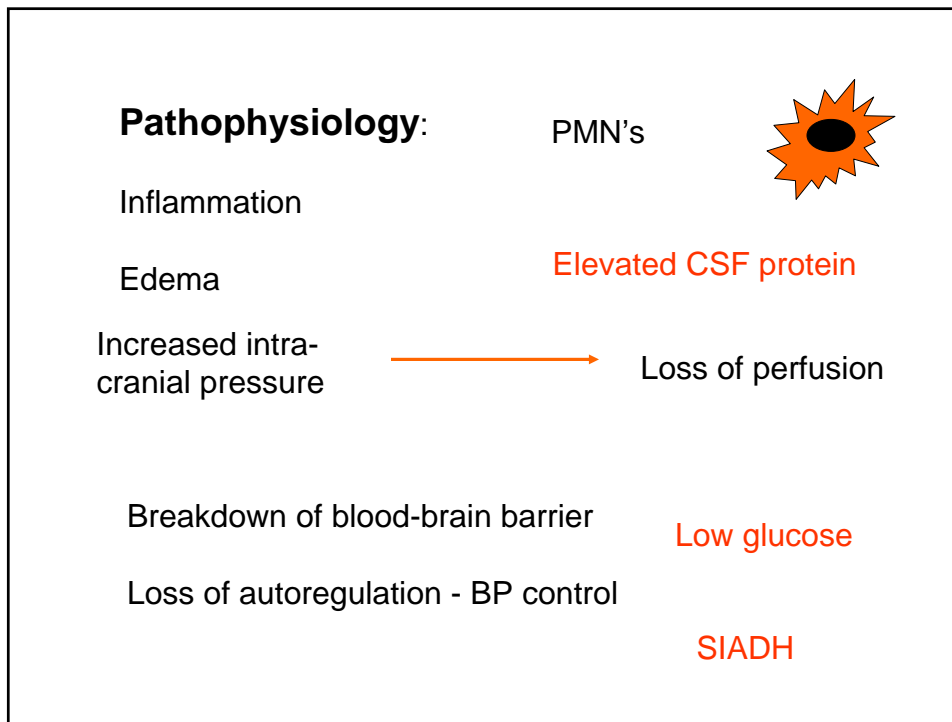 Pathophysiology:
PMN's
Inflammation
Elevated CSF protein
Edema
Increased intra-
cranial pressure
Loss of perfusion
Breakdown of blood-brain barrier
Low glucose
Loss of autoregulation - BP control
SIADH